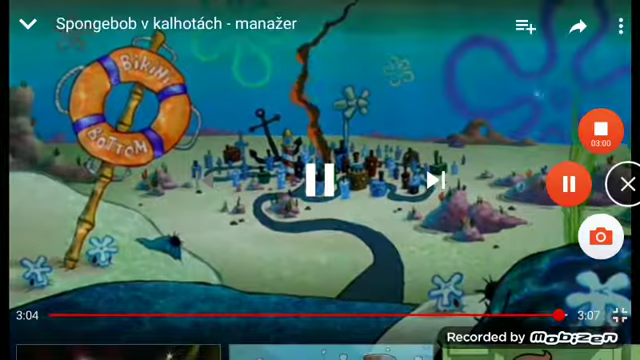 Spongebob v kalhotách - manažer
BIKINI
BOTTOM
03:00
3:04
3:07
Recorded by mobizen